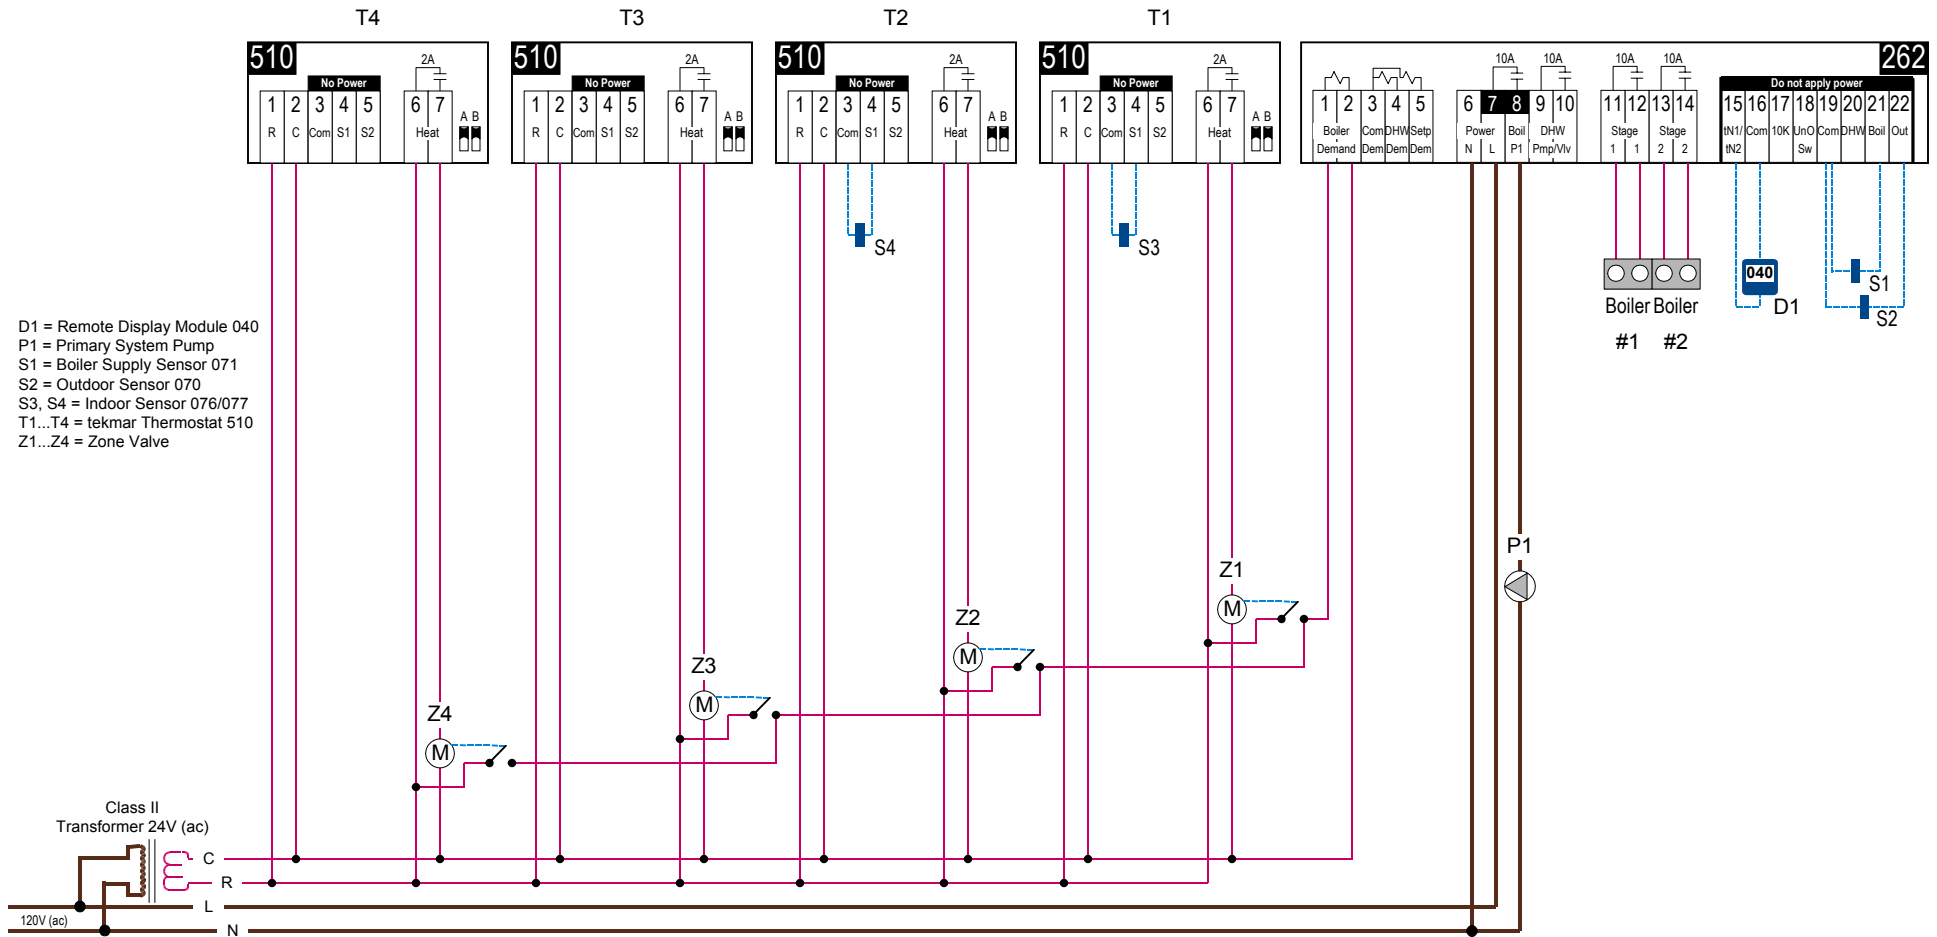 T4
T3
T2
T1
510
No Power
1 2 3 4 5 6 7
R C Com S1 S2 Heat
2A
A B
510
No Power
1 2 3 4 5 6 7
R C Com S1 S2 Heat
2A
A B
510
No Power
1 2 3 4 5 6 7
R C Com S1 S2 Heat
2A
A B
510
No Power
1 2 3 4 5 6 7
R C Com S1 S2 Heat
2A
A B
262
10A 10A 10A 10A
Do not apply power
1 2 3 4 5 6 7 8 9 10 11 12 13 14 15 16 17 18 19 20 21 22
Boiler Com DHW Setp Power Boil DHW Stage Stage tN1/ Com 10K UnO Com DHW Boil Out
Demand Dem Dem Dem N L P1 Pmp/Vlv 1 1 2 2 tN2 Sw
S4
S3
040
S1
Boiler Boiler
D1
S2
#1 #2
D1 = Remote Display Module 040
P1 = Primary System Pump
S1 = Boiler Supply Sensor 071
S2 = Outdoor Sensor 070
S3, S4 = Indoor Sensor 076/077
T1...T4 = tekmar Thermostat 510
Z1...Z4 = Zone Valve
P1
Z1
M
Z2
M
Z3
M
Z4
M
Class II
Transformer 24V (ac)
C
R
L
120V (ac)
N